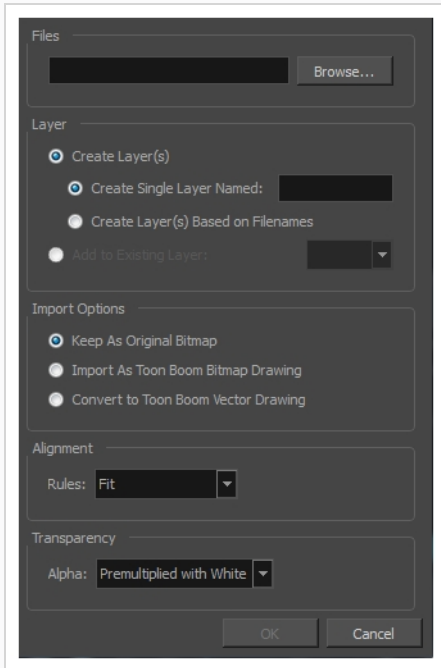 Files
Browse...
Layer
Create Layer(s)
Create Single Layer Named:
Create Layer(s) Based on Filenames
Add to Existing Layer:
Import Options
Keep As Original Bitmap
Import As Toon Boom Bitmap Drawing
Convert to Toon Boom Vector Drawing
Alignment
Rules: Fit
Transparency
Alpha: Premultiplied with White
OK Cancel